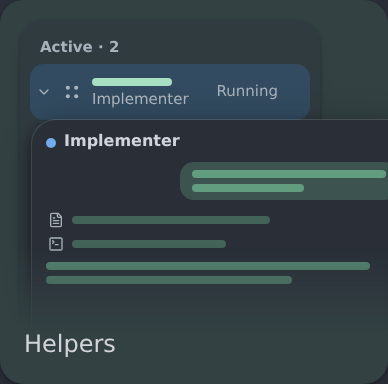 Active · 2
Implementer
Running
Implementer
Helpers